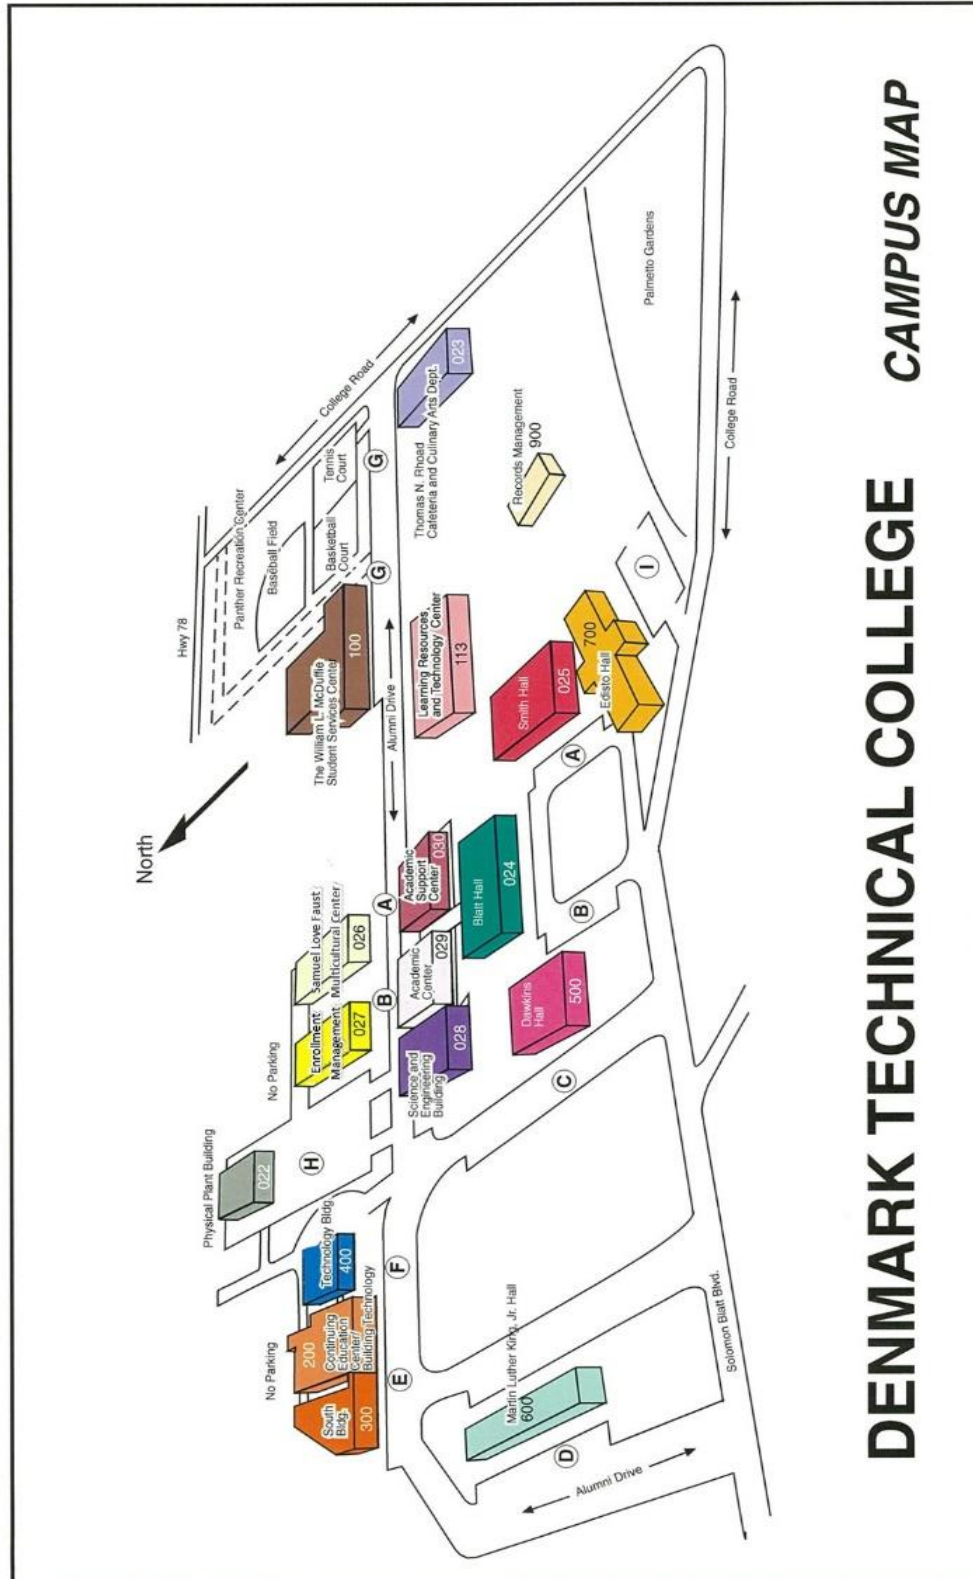 DENMARK TECHNICAL COLLEGE
CAMPUS MAP
North
Hwy 78
Panther Recreation Center
Baseball Field
Basketball
Court
Tennis
Court
College Road
G
G
The William L. McDuffie
Student Services Center
100
Alumni Drive
Learning Resources
and Technology Center
113
Thomas N. Rhoad
Cafeteria and Culinary Arts Dept.
023
Records Management
900
Palmetto Gardens
College Road
I
700
Edisto Hall
Smith Hall
025
A
B
Blatt Hall
024
Academic
Support
Center
030
A
B
Academic
Center
029
Science and
Engineering
Building
028
Dawkins
Hall
500
C
Samuel Love Faust
Multicultural Center
026
Enrollment
Management
027
No Parking
Physical Plant Building
022
H
Technology Bldg.
400
200
Continuing
Education
Center/
Building Technology
No Parking
South
Bldg.
300
F
E
Martin Luther King, Jr. Hall
600
D
Alumni Drive
Solomon Blatt Blvd.